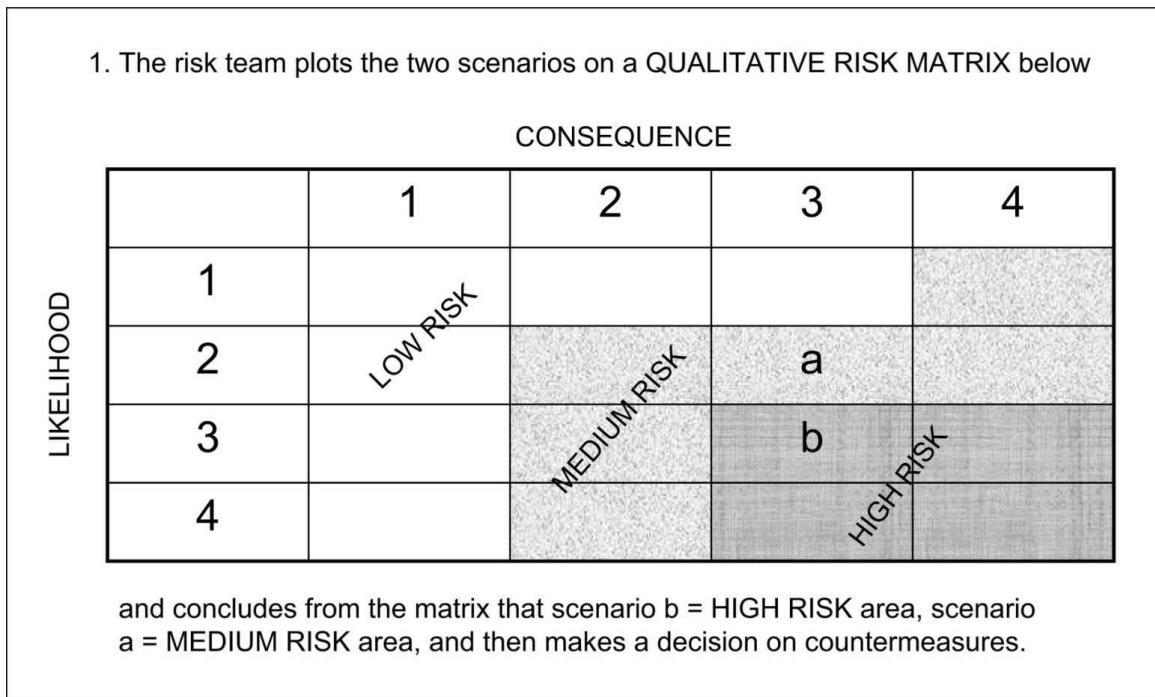 1. The risk team plots the two scenarios on a QUALITATIVE RISK MATRIX below
CONSEQUENCE
1 2 3 4
LIKELIHOOD
1
2 a
3 b
4
LOW RISK
MEDIUM RISK
HIGH RISK
and concludes from the matrix that scenario b = HIGH RISK area, scenario
a = MEDIUM RISK area, and then makes a decision on countermeasures.